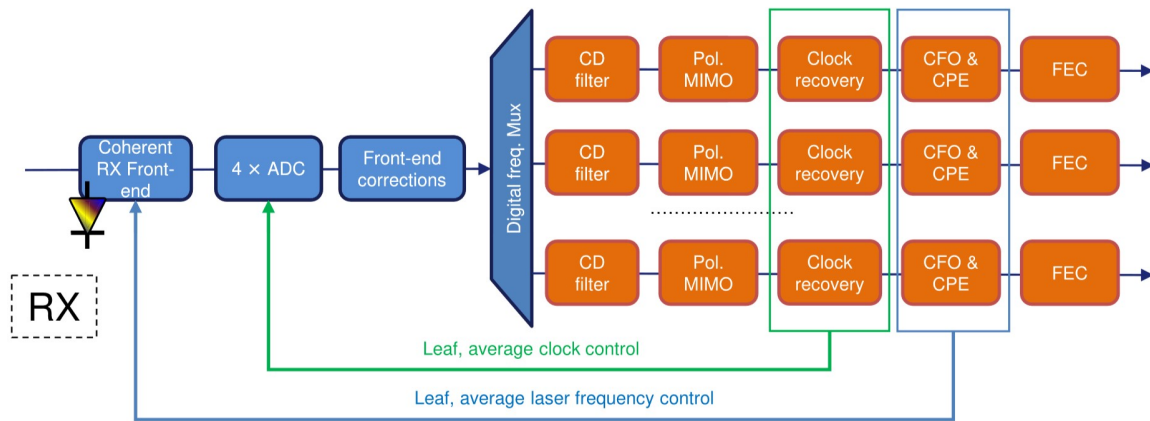 CD
filter
Pol.
MIMO
Clock
recovery
CFO &
CPE
FEC
Coherent
RX Front-
end
4 × ADC
Front-end
corrections
Digital freq. Mux
CD
filter
Pol.
MIMO
Clock
recovery
CFO &
CPE
FEC
CD
filter
Pol.
MIMO
Clock
recovery
CFO &
CPE
FEC
RX
Leaf, average clock control
Leaf, average laser frequency control